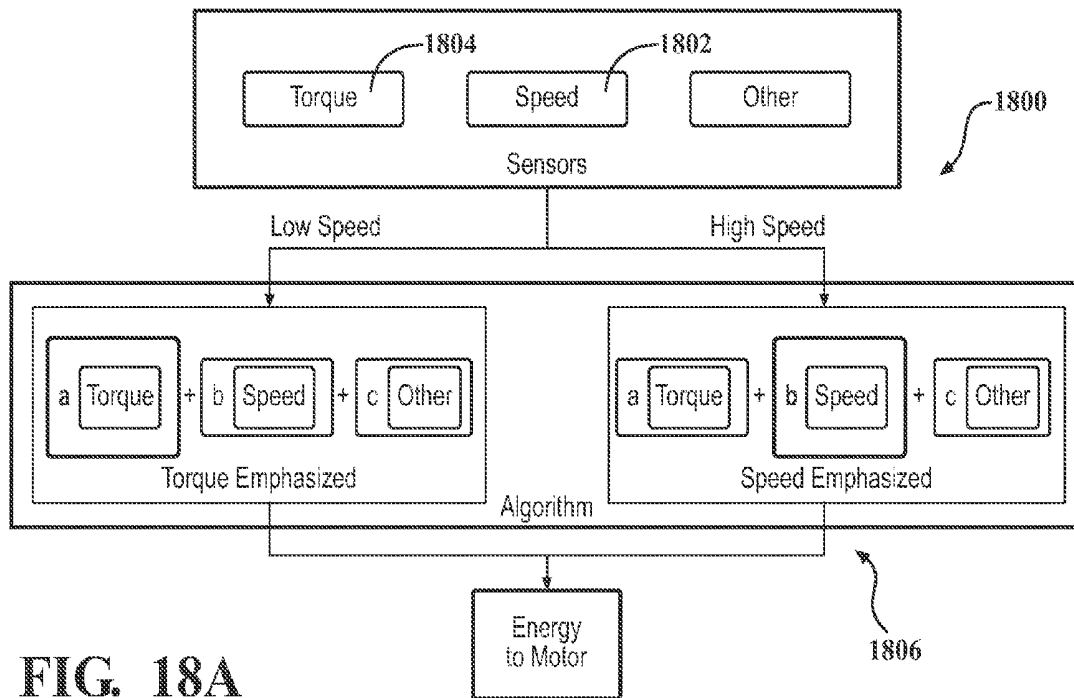 1804
1802
Torque
Speed
Other
1800
Sensors
Low Speed
High Speed
a Torque + b Speed + c Other
a Torque + b Speed + c Other
Torque Emphasized
Speed Emphasized
Algorithm
Energy
to Motor
1806
FIG. 18A